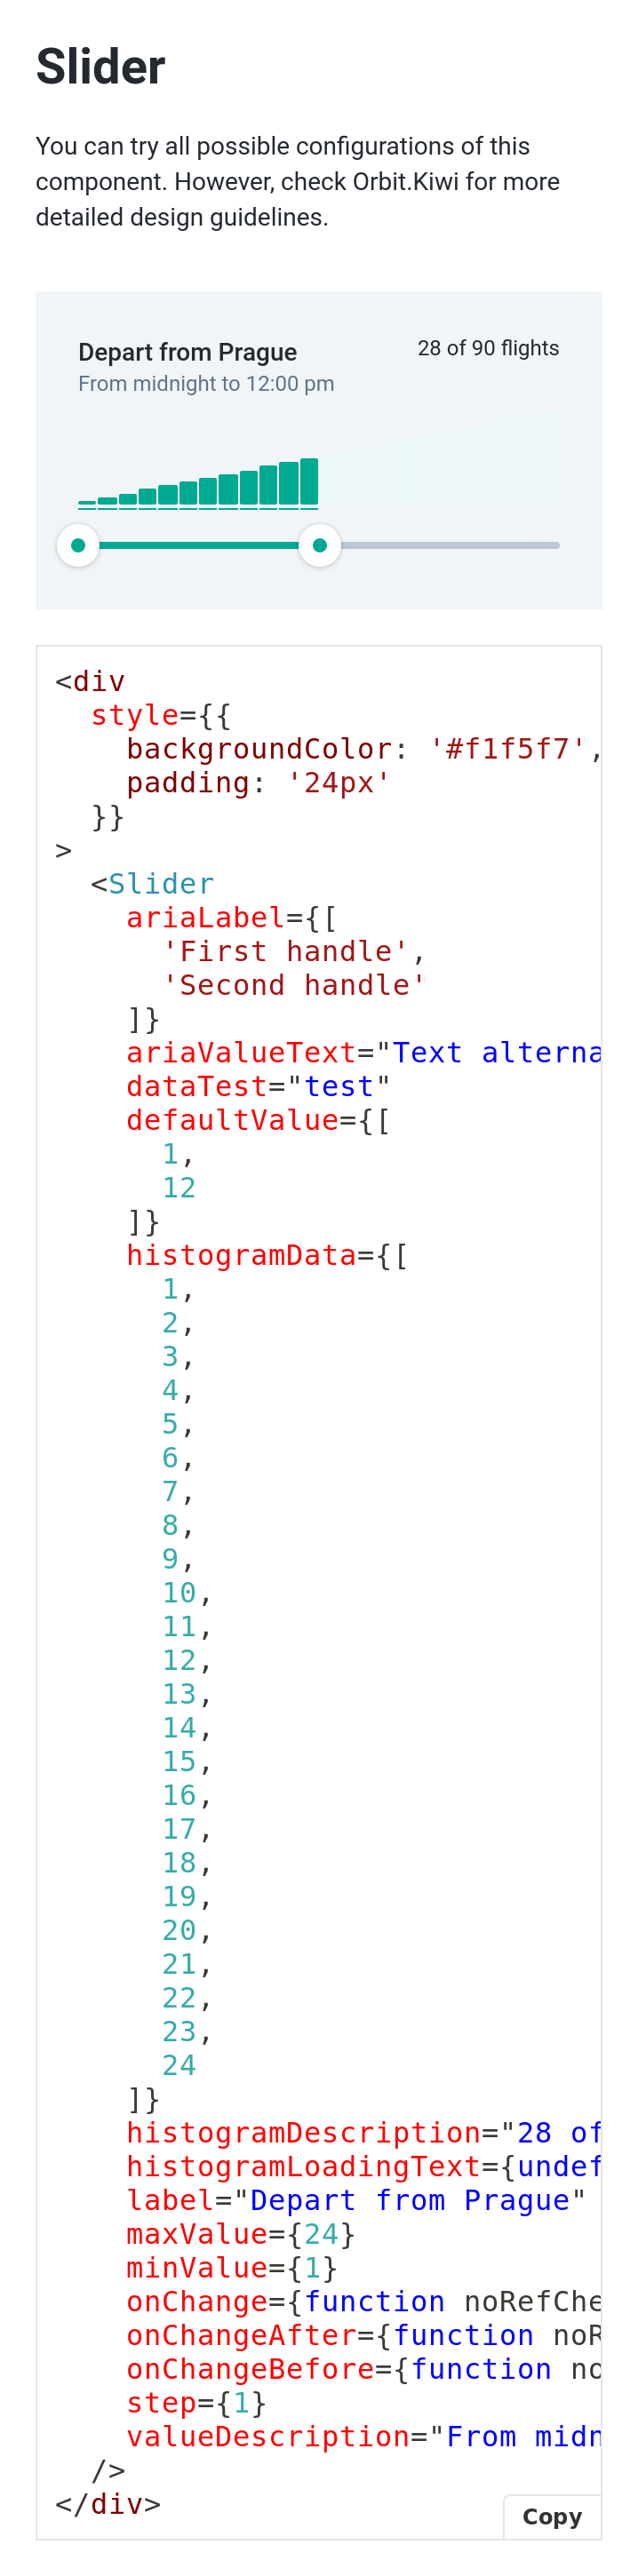 Slider
You can try all possible configurations of this
component. However, check Orbit.Kiwi for more
detailed design guidelines.
Depart from Prague
28 of 90 flights
From midnight to 12:00 pm
<div
  style={{
    backgroundColor: '#f1f5f7',
    padding: '24px'
  }}
>
  <Slider
    ariaLabel={[
      'First handle',
      'Second handle'
    ]}
    ariaValueText="Text alterna
    dataTest="test"
    defaultValue={[
      1,
      12
    ]}
    histogramData={[
      1,
      2,
      3,
      4,
      5,
      6,
      7,
      8,
      9,
      10,
      11,
      12,
      13,
      14,
      15,
      16,
      17,
      18,
      19,
      20,
      21,
      22,
      23,
      24
    ]}
    histogramDescription="28 of
    histogramLoadingText={undef
    label="Depart from Prague"
    maxValue={24}
    minValue={1}
    onChange={function noRefChe
    onChangeAfter={function noR
    onChangeBefore={function no
    step={1}
    valueDescription="From midn
  />
</div>
Copy